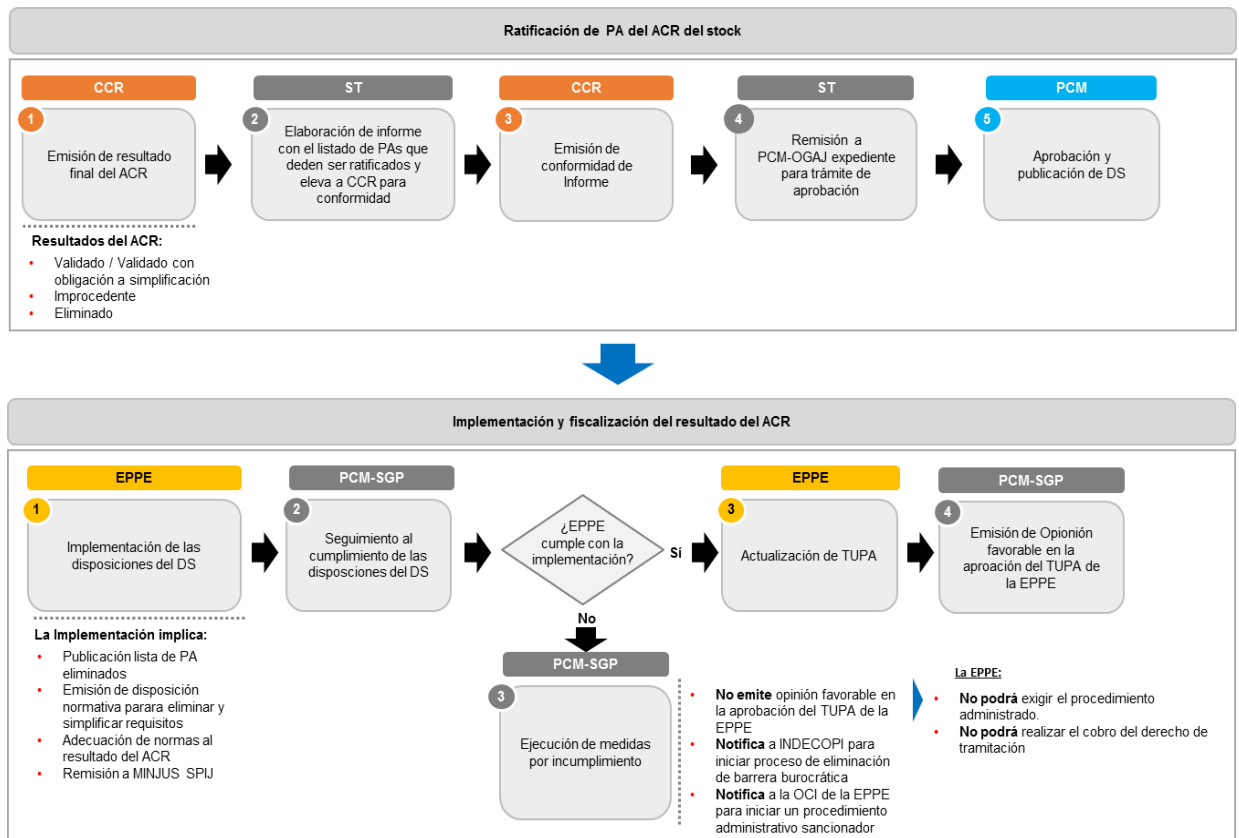 Ratificación de PA del ACR del stock
CCR
1
Emisión de resultado
final del ACR
ST
2
Elaboración de informe
con el listado de PAs que
deden ser ratificados y
eleva a CCR para
conformidad
CCR
3
Emisión de
conformidad de
Informe
ST
4
Remisión a
PCM-OGAJ expediente
para trámite de
aprobación
PCM
5
Aprobación y
publicación de DS
Resultados del ACR:
• Validado / Validado con
obligación a simplificación
• Improcedente
• Eliminado
Implementación y fiscalización del resultado del ACR
EPPE
1
Implementación de las
disposiciones del DS
PCM-SGP
2
Seguimiento al
cumplimiento de las
disposciones del DS
¿EPPE
cumple con la
implementación?
Sí
EPPE
3
Actualización de TUPA
PCM-SGP
4
Emisión de Opionión
favorable en la
aproación del TUPA de
la EPPE
La Implementación implica:
• Publicación lista de PA
eliminados
• Emisión de disposición
normativa parara eliminar y
simplificar requisitos
• Adecuación de normas al
resultado del ACR
• Remisión a MINJUS SPIJ
No
PCM-SGP
3
Ejecución de medidas
por incumplimiento
• No emite opinión favorable en
la aprobación del TUPA de la
EPPE
• Notifica a INDECOPI para
iniciar proceso de eliminación
de barrera burocrática
• Notifica a la OCI de la EPPE
para iniciar un procedimiento
administrativo sancionador
La EPPE:
• No podrá exigir el procedimiento
administrado.
• No podrá realizar el cobro del derecho de
tramitación